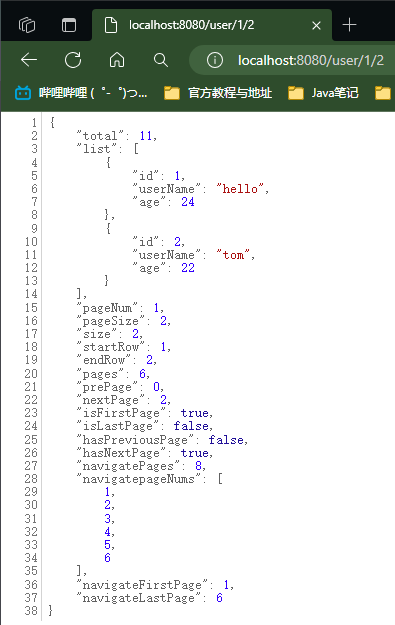 localhost:8080/user/1/2
localhost:8080/user/1/2
哔哩哔哩 (゜-゜)つ... 官方教程与地址 Java笔记
1 {
2 "total": 11,
3 "list": [
4 {
5 "id": 1,
6 "userName": "hello",
7 "age": 24
8 },
9 {
10 "id": 2,
11 "userName": "tom",
12 "age": 22
13 }
14 ],
15 "pageNum": 1,
16 "pageSize": 2,
17 "size": 2,
18 "startRow": 1,
19 "endRow": 2,
20 "pages": 6,
21 "prePage": 0,
22 "nextPage": 2,
23 "isFirstPage": true,
24 "isLastPage": false,
25 "hasPreviousPage": false,
26 "hasNextPage": true,
27 "navigatePages": 8,
28 "navigatepageNums": [
29 1,
30 2,
31 3,
32 4,
33 5,
34 6
35 ],
36 "navigateFirstPage": 1,
37 "navigateLastPage": 6
38 }